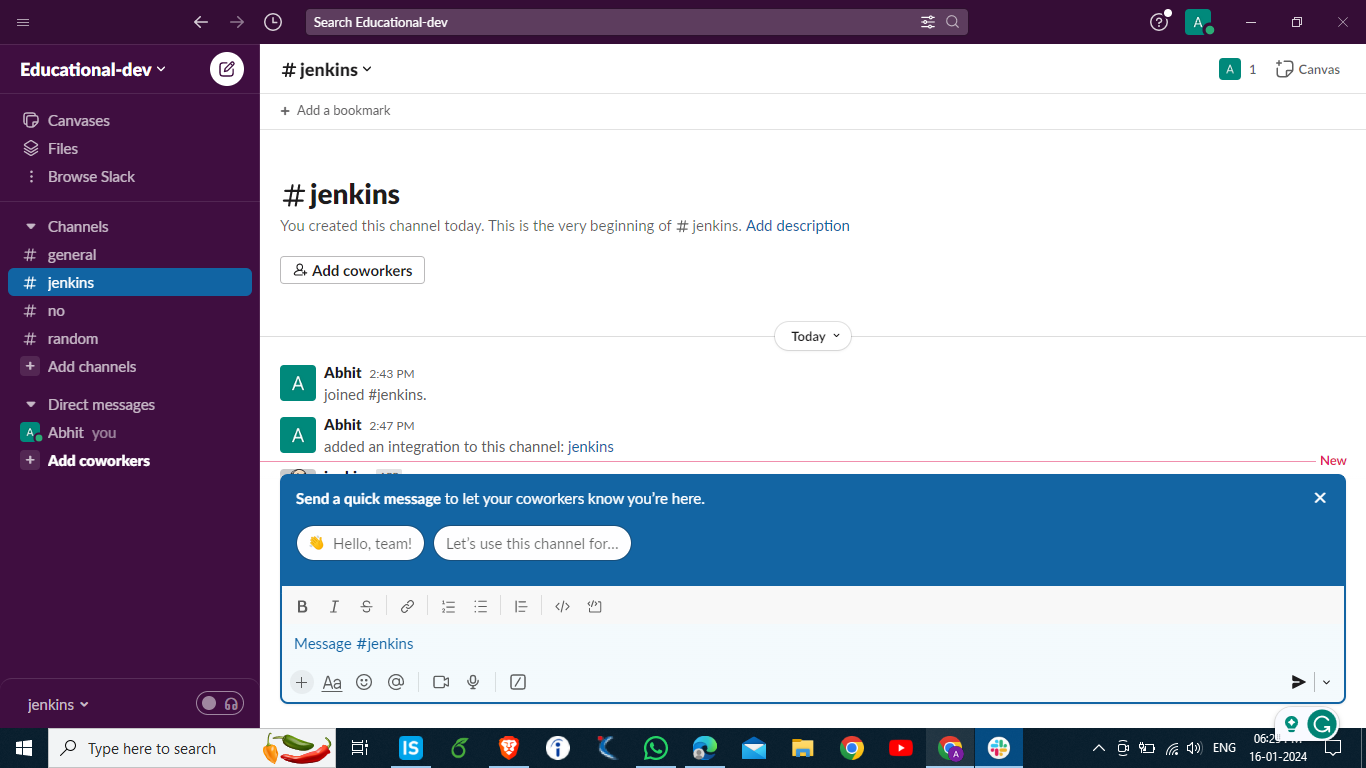 Search Educational-dev
A
Educational-dev
# jenkins
A 1 Canvas
+ Add a bookmark
Canvases
Files
Browse Slack
Channels
# general
# jenkins
# no
# random
+ Add channels
Direct messages
A Abhit you
+ Add coworkers
# jenkins
You created this channel today. This is the very beginning of # jenkins. Add description
Add coworkers
Today
A Abhit 2:43 PM
joined #jenkins.
A Abhit 2:47 PM
added an integration to this channel: jenkins
New
Send a quick message to let your coworkers know you’re here.
👋 Hello, team!
Let’s use this channel for...
B I S
Message #jenkins
+ Aa @
jenkins
Type here to search
IS
A
ENG
16-01-2024